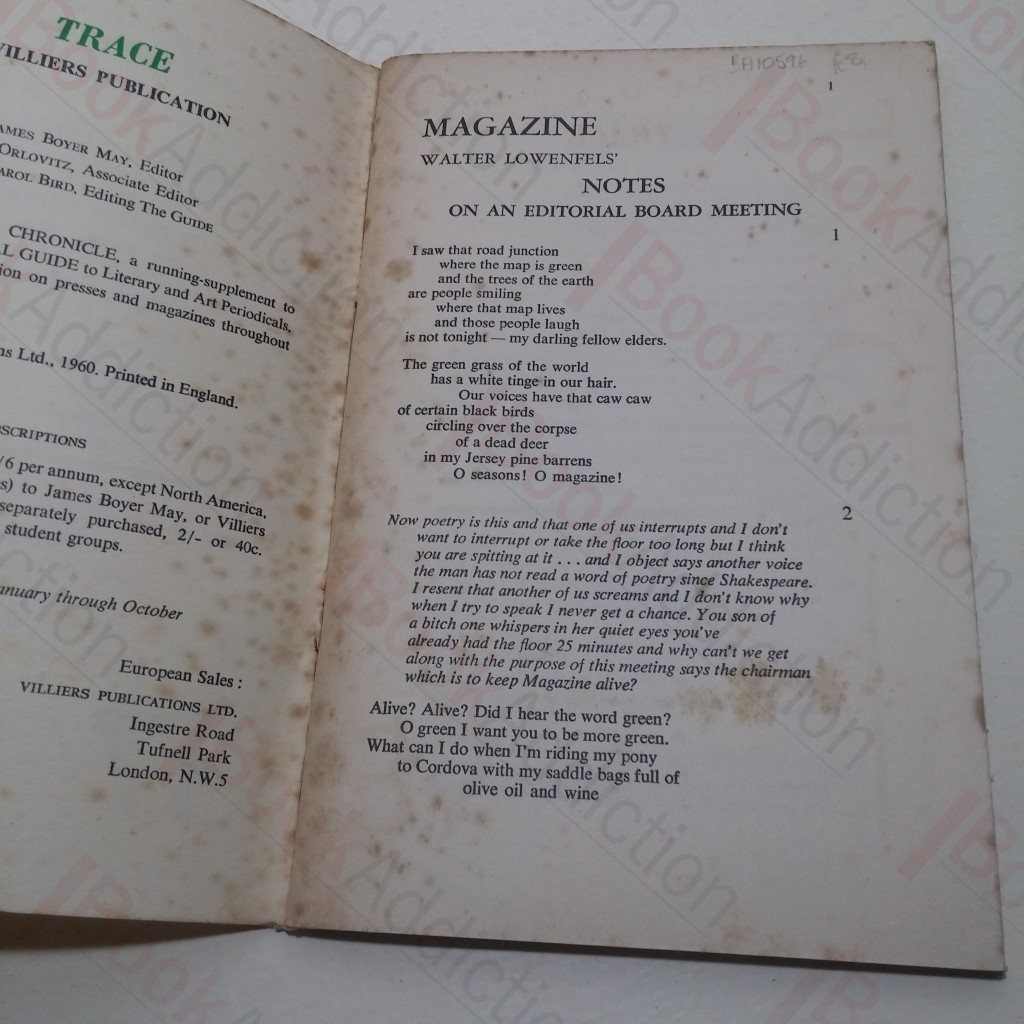 TRACE
VILLIERS PUBLICATION
JAMES BOYER MAY, Editor
ORLOVITZ, Associate Editor
CAROL BIRD, Editing THE GUIDE
CHRONICLE, a running-supplement to
GUIDE to Literary and Art Periodicals,
on presses and magazines throughout
Ltd., 1960. Printed in England.
/6 per annum, except North America,
to James Boyer May, or Villiers
separately purchased, 2/- or 40c.
student groups.
through October
European Sales :
VILLIERS PUBLICATIONS LTD.
Ingestre Road
Tufnell Park
London, N.W.5
1
MAGAZINE
WALTER LOWENFELS'
NOTES
ON AN EDITORIAL BOARD MEETING
1
I saw that road junction
where the map is green
and the trees of the earth
are people smiling
where that map lives
and those people laugh
is not tonight — my darling fellow elders.
The green grass of the world
has a white tinge in our hair.
Our voices have that caw caw
of certain black birds
circling over the corpse
of a dead deer
in my Jersey pine barrens
O seasons! O magazine!
2
Now poetry is this and that one of us interrupts and I don't
want to interrupt or take the floor too long but I think
you are spitting at it . . . and I object says another voice
the man has not read a word of poetry since Shakespeare.
I resent that another of us screams and I don't know why
when I try to speak I never get a chance. You son of
a bitch one whispers in her quiet eyes you've
already had the floor 25 minutes and why can't we get
along with the purpose of this meeting says the chairman
which is to keep Magazine alive?
Alive? Alive? Did I hear the word green?
O green I want you to be more green.
What can I do when I'm riding my pony
to Cordova with my saddle bags full of
olive oil and wine
BookAddiction